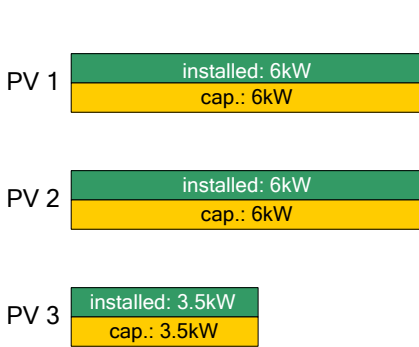 installed: 6kW
PV 1
cap.: 6kW
installed: 6kW
PV 2
cap.: 6kW
installed: 3.5kW
PV 3
cap.: 3.5kW